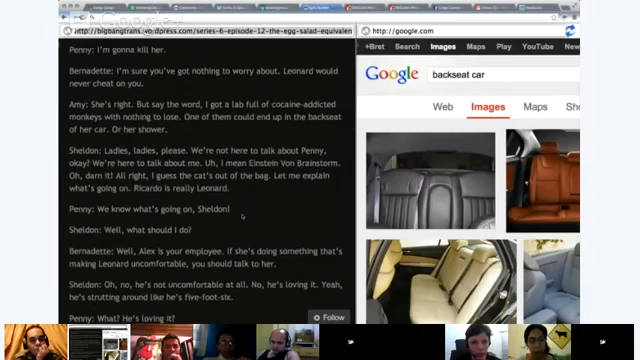 http://bigbangtrans.wordpress.com/series-6-episode-12-the-egg-salad-equivalen
http://google.com
+Bret Search Images Maps Play YouTube News
Google+
Penny: I'm gonna kill her.
Bernadette: I'm sure you've got nothing to worry about. Leonard would
never cheat on you.
Amy: She's right. But say the word, I got a lab full of cocaine-addicted
monkeys with nothing to lose. One of them could end up in the backseat
of her car. Or her shower.
Sheldon: Ladies, ladies, please. We're not here to talk about Penny,
okay? We're here to talk about me. Uh, I mean Einstein Von Brainstorm.
Oh, darn it! All right, I guess the cat's out of the bag. Let me explain
what's going on. Ricardo is really Leonard.
Penny: We know what's going on, Sheldon!
Sheldon: Well, what should I do?
Bernadette: Well, Alex is your employee. If she's doing something that's
making Leonard uncomfortable, you should talk to her.
Sheldon: Oh, no, he's not uncomfortable at all. No, he's loving it. Yeah,
he's strutting around like he's five-foot-six.
Penny: What? He's loving it?
Follow
Google backseat car
Web Images Maps Sho